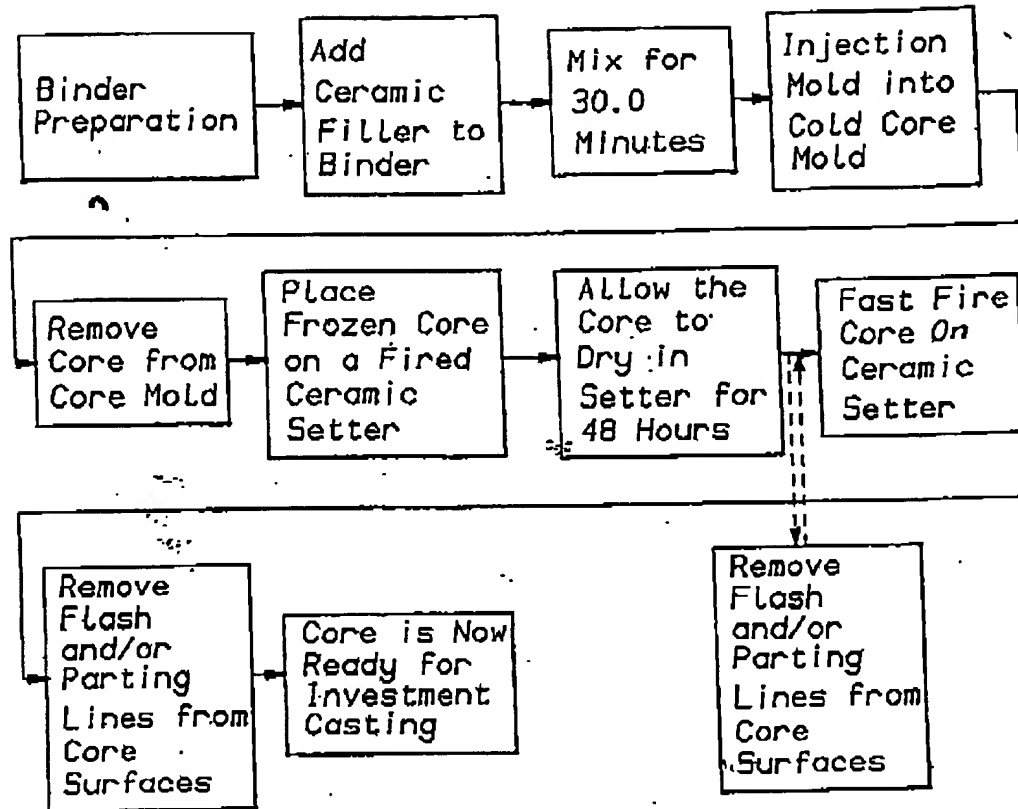 Binder
Preparation
Add
Ceramic
Filler to
Binder
Mix for
30.0
Minutes
Injection
Mold into
Cold Core
Mold
Remove
Core from
Core Mold
Place
Frozen Core
on a Fired
Ceramic
Setter
Allow the
Core to
Dry in
Setter for
48 Hours
Fast Fire
Core On
Ceramic
Setter
Remove
Flash
and/or
Parting
Lines from
Core
Surfaces
Core is Now
Ready for
Investment
Casting
Remove
Flash
and/or
Parting
Lines from
Core
Surfaces